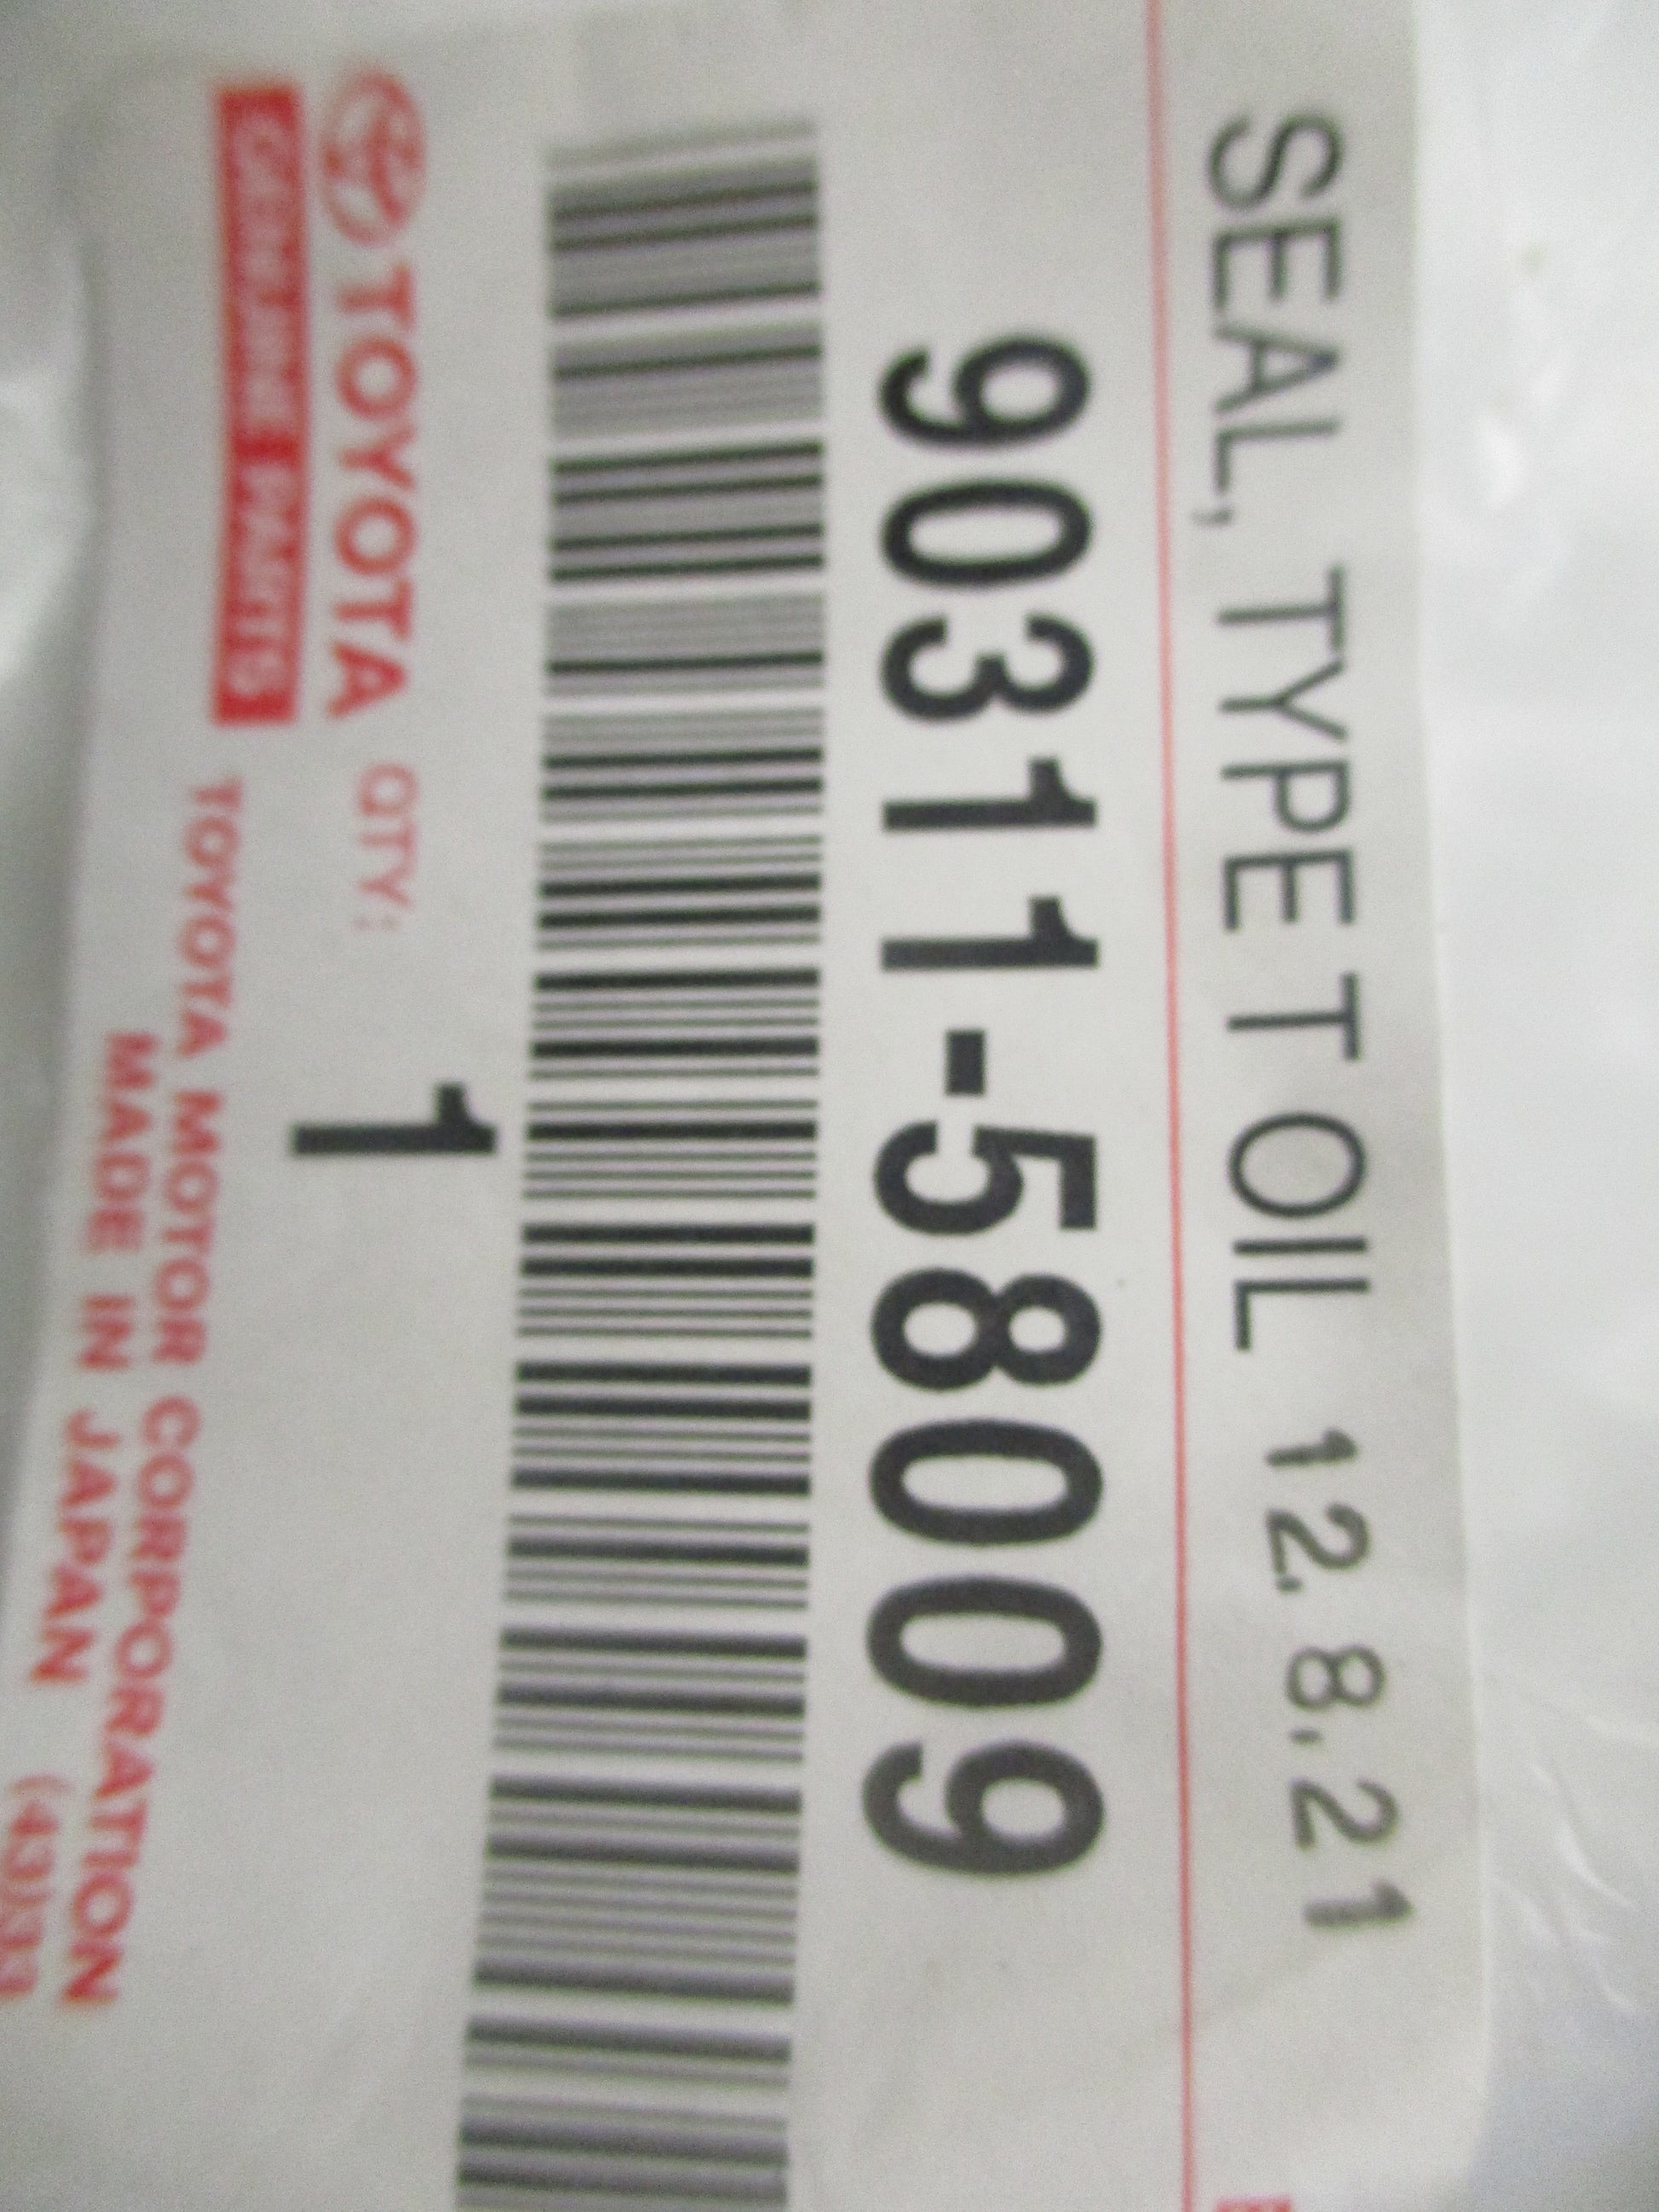 SEAL, TYPE T OIL 12,8,21
90311-58009
TOYOTA QTY: 1
GENUINE PARTS TOYOTA MOTOR CORPORATION
MADE IN JAPAN